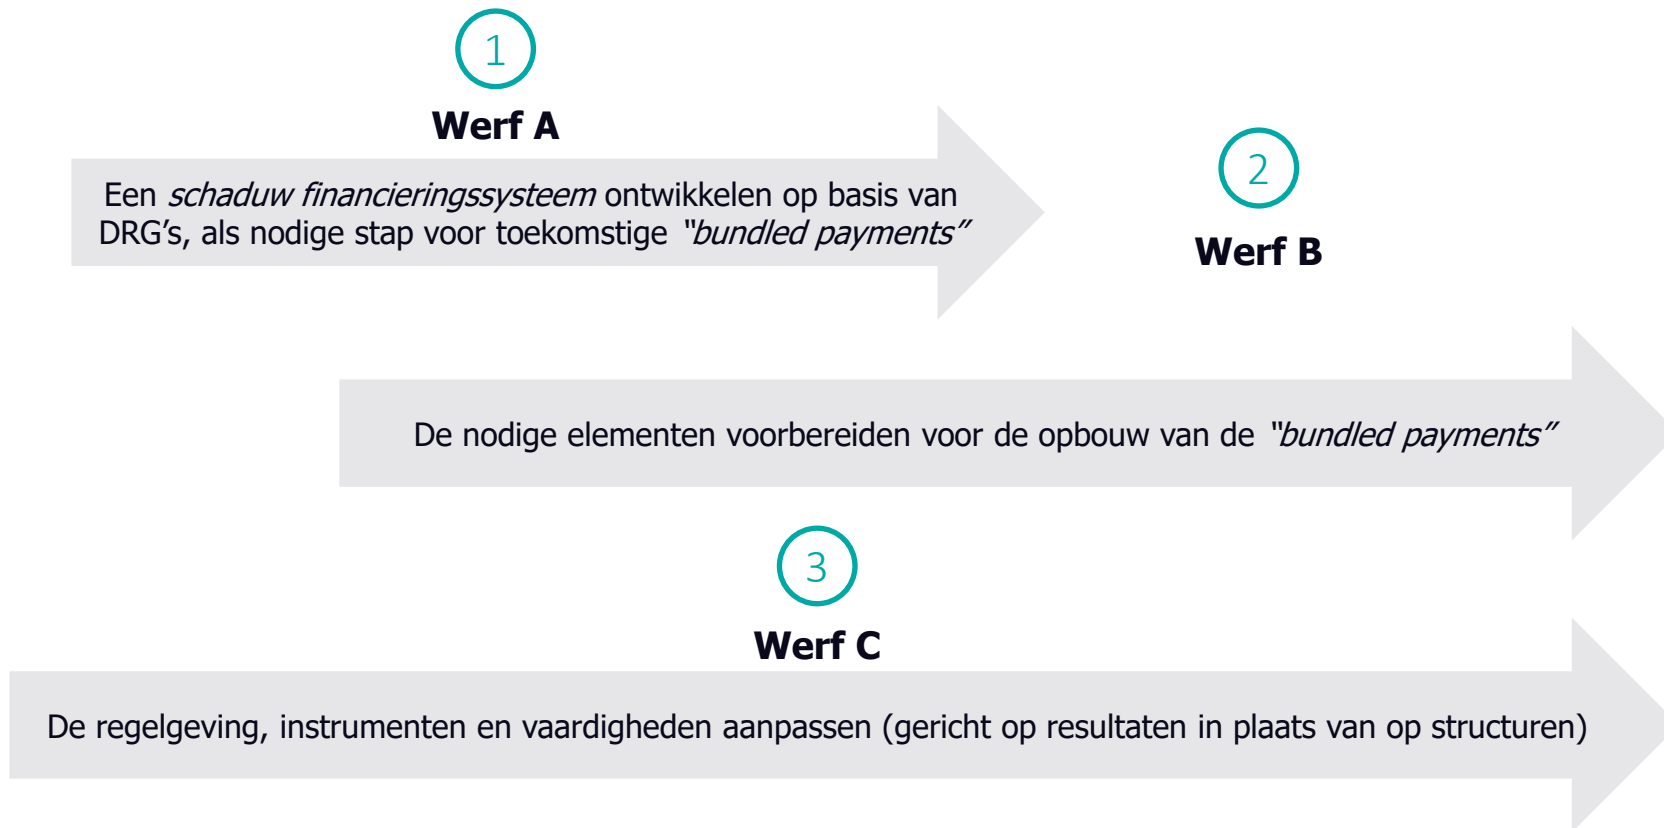 1
Werf A
Een schaduw financieringssysteem ontwikkelen op basis van
DRG’s, als nodige stap voor toekomstige “bundled payments”
2
Werf B
De nodige elementen voorbereiden voor de opbouw van de “bundled payments”
3
Werf C
De regelgeving, instrumenten en vaardigheden aanpassen (gericht op resultaten in plaats van op structuren)